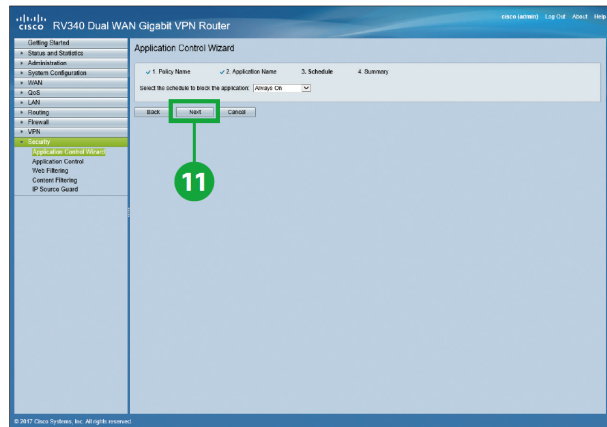 cisco (admin) Log Out About Help
CISCO RV340 Dual WAN Gigabit VPN Router
Getting Started
Status and Statistics
Administration
System Configuration
WAN
QoS
LAN
Routing
Firewall
VPN
Security
Application Control Wizard
Application Control
Web Filtering
Content Filtering
IP Source Guard
Application Control Wizard
1. Policy Name 2. Application Name 3. Schedule 4. Summary
Select the schedule to block the application: Always On
Back Next Cancel
11
© 2017 Cisco Systems, Inc. All rights reserved.